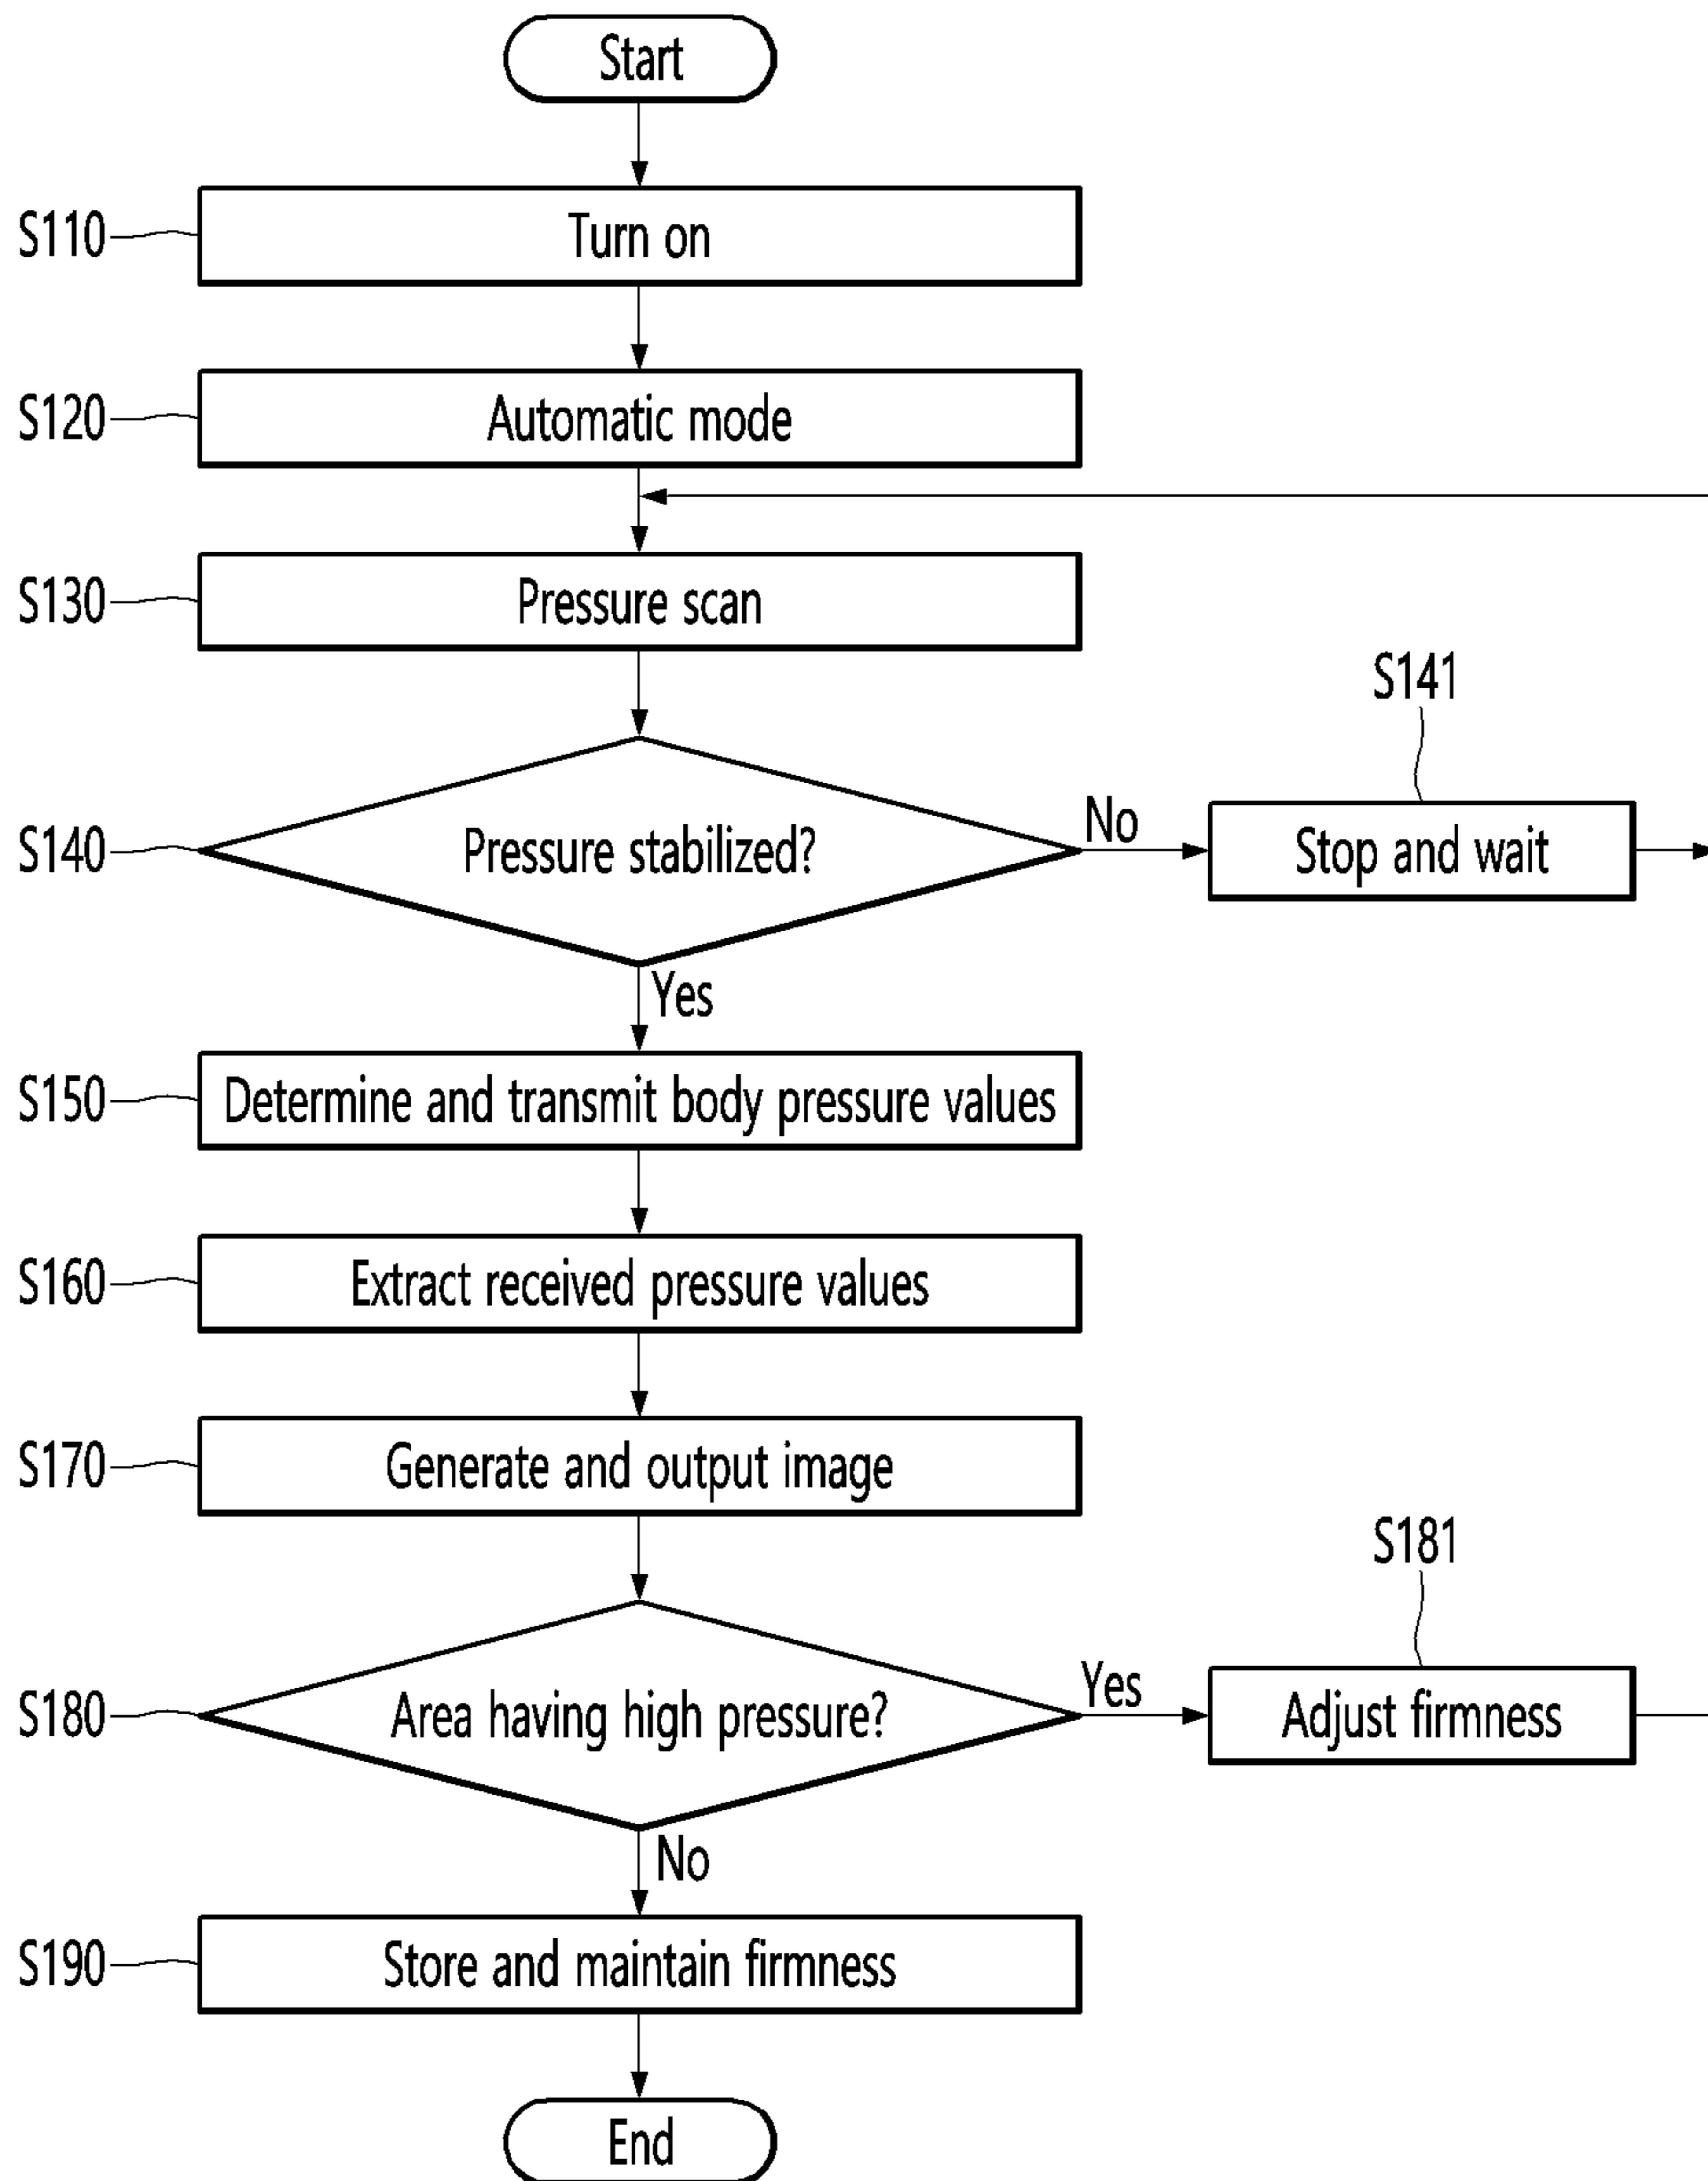 Start
S110
Turn on
S120
Automatic mode
S130
Pressure scan
S141
S140
Pressure stabilized?
No
Stop and wait
Yes
S150
Determine and transmit body pressure values
S160
Extract received pressure values
S170
Generate and output image
S181
S180
Area having high pressure?
Yes
Adjust firmness
No
S190
Store and maintain firmness
End